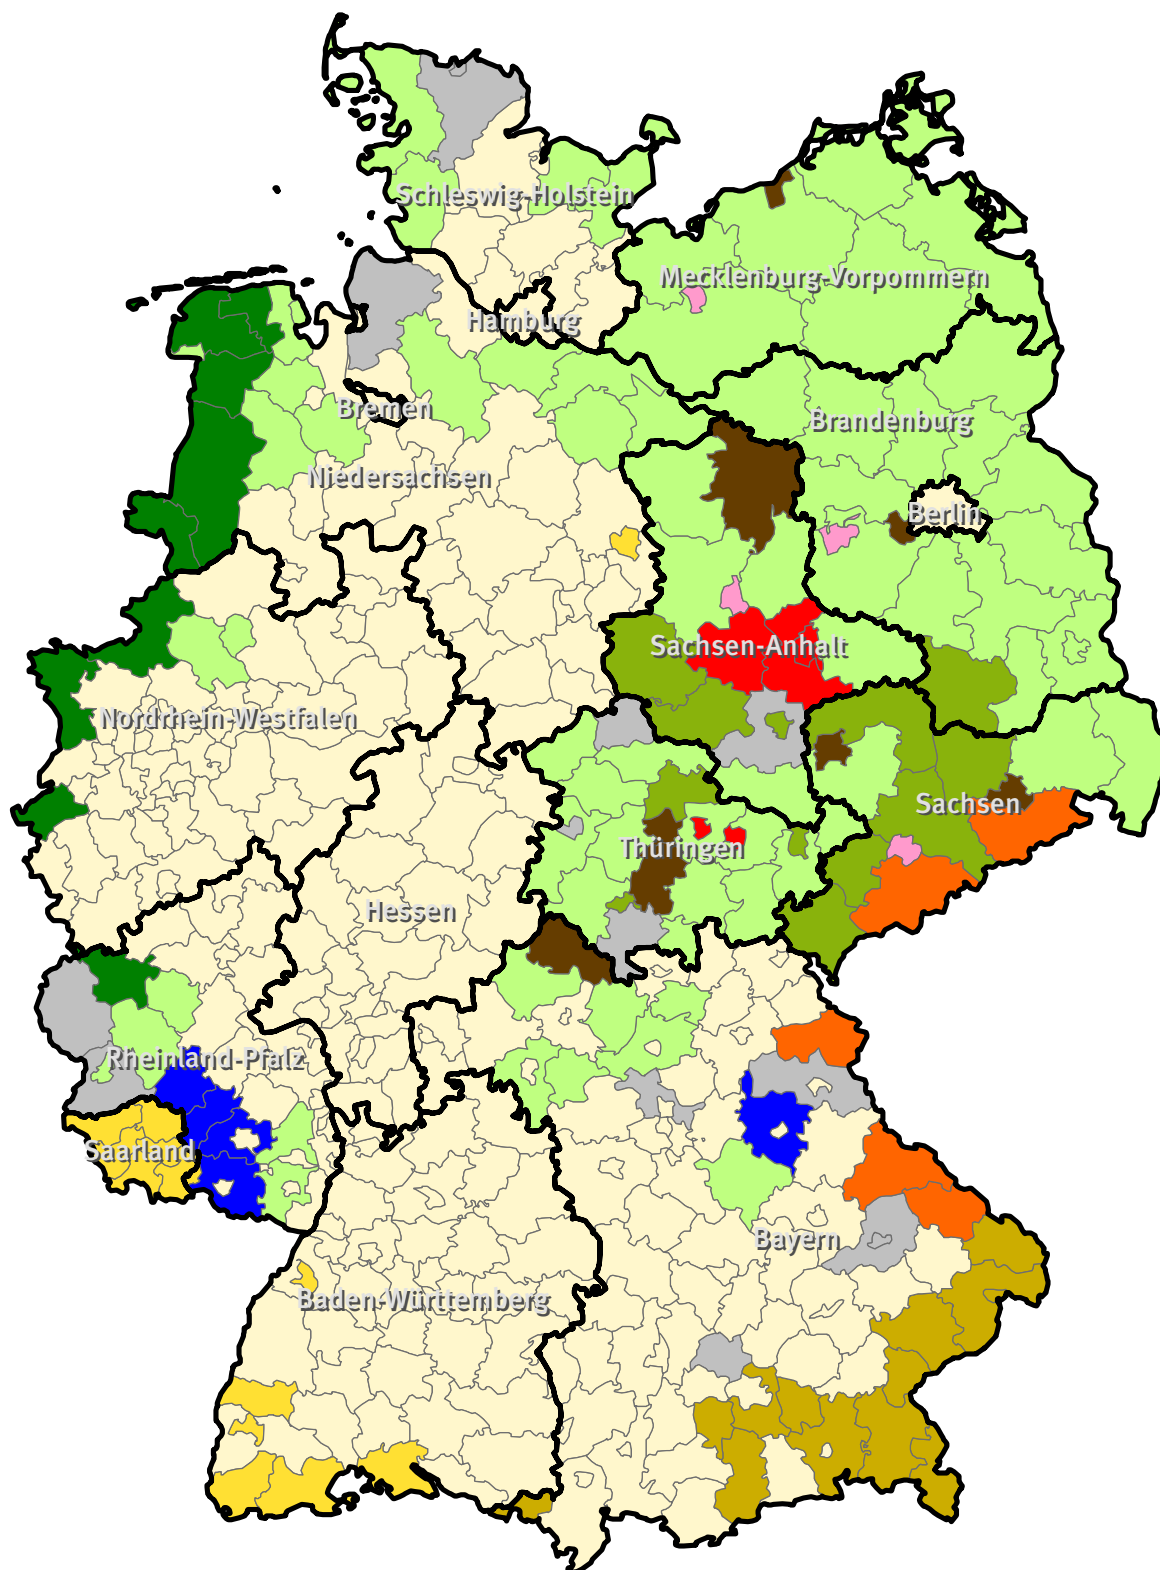 Schleswig-Holstein
Mecklenburg-Vorpommern
Hamburg
Bremen
Brandenburg
Niedersachsen
Berlin
Sachsen-Anhalt
Nordrhein-Westfalen
Sachsen
Thüringen
Hessen
Rheinland-Pfalz
Saarland
Bayern
Baden-Württemberg